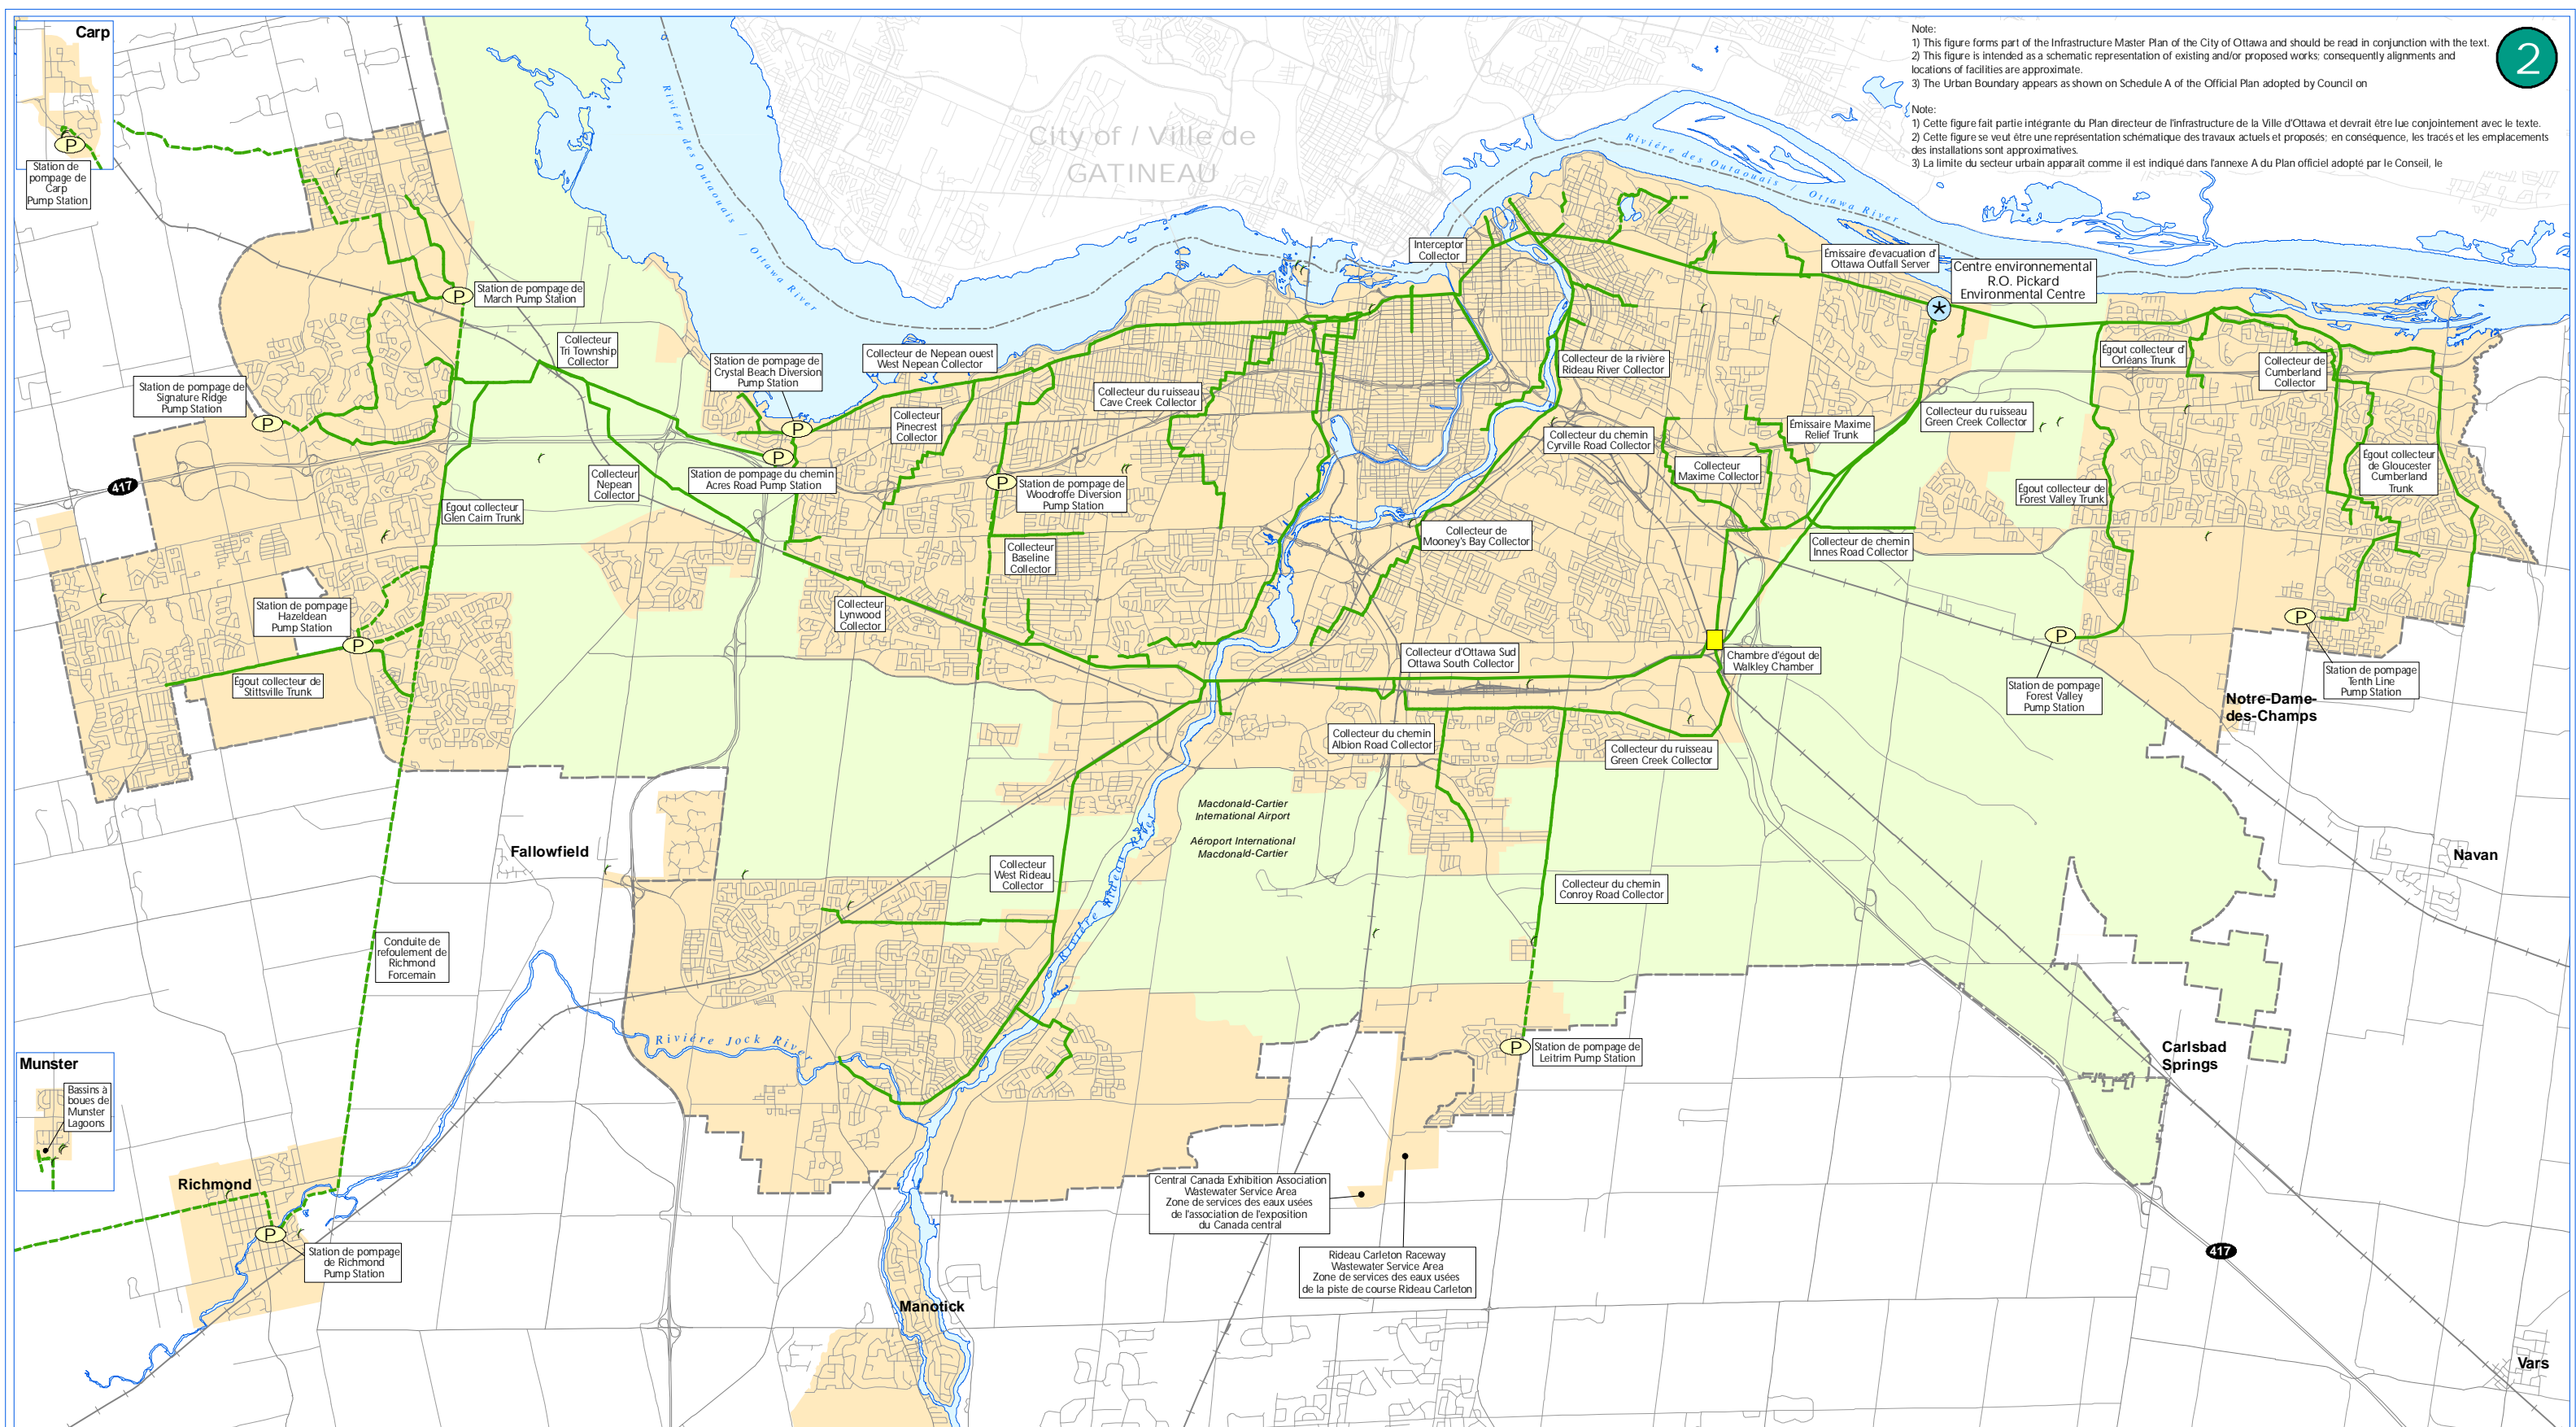 Carp
Station de
pompage de
Carp
Pump Station
P
Note:
1) This figure forms part of the Infrastructure Master Plan of the City of Ottawa and should be read in conjunction with the text.
2) This figure is intended as a schematic representation of existing and/or proposed works; consequently alignments and
locations of facilities are approximate.
3) The Urban Boundary appears as shown on Schedule A of the Official Plan adopted by Council on
Note:
1) Cette figure fait partie intégrante du Plan directeur de l'infrastructure de la Ville d'Ottawa et devrait être lue conjointement avec le texte.
2) Cette figure se veut être une représentation schématique des travaux actuels et proposés; en conséquence, les tracés et les emplacements
des installations sont approximatives.
3) La limite du secteur urbain apparaît comme il est indiqué dans l'annexe A du Plan officiel adopté par le Conseil, le
2
City of / Ville de
GATINEAU
Rivière des Outaouais / Ottawa River
Rivière des Outaouais / Ottawa River
Interceptor
Collector
Émissaire d'evacuation d'
Ottawa Outfall Server
Centre environnemental
R.O. Pickard
Environmental Centre
*
P
Station de pompage de
March Pump Station
Collecteur
Tri Township
Collector
Station de pompage de
Crystal Beach Diversion
Pump Station
P
Collecteur de Nepean ouest
West Nepean Collector
Collecteur du ruisseau
Cave Creek Collector
Collecteur de la rivière
Rideau River Collector
Égout collecteur d'
Orléans Trunk
Collecteur de
Cumberland
Collector
Station de pompage de
Signature Ridge
Pump Station
P
Collecteur
Pinecrest
Collector
Collecteur du ruisseau
Green Creek Collector
Émissaire Maxime
Relief Trunk
Collecteur du chemin
Cyrville Road Collector
Collecteur
Maxime Collector
Égout collecteur
de Gloucester
Cumberland
Trunk
417
P
Station de pompage du chemin
Acres Road Pump Station
Collecteur
Nepean
Collector
P
Station de pompage de
Woodroffe Diversion
Pump Station
Égout collecteur de
Forest Valley Trunk
Égout collecteur
Glen Cairn Trunk
Collecteur de
Mooney's Bay Collector
Collecteur de chemin
Innes Road Collector
Collecteur
Baseline
Collector
Station de pompage
Hazeldean
Pump Station
P
Collecteur
Lynwood
Collector
P
P
Collecteur d'Ottawa Sud
Ottawa South Collector
Chambre d'égout de
Walkley Chamber
Égout collecteur de
Stittsville Trunk
Station de pompage
Forest Valley
Pump Station
Station de pompage
Tenth Line
Pump Station
Notre-Dame-
des-Champs
Collecteur du chemin
Albion Road Collector
Collecteur du ruisseau
Green Creek Collector
Macdonald-Cartier
International Airport
Aéroport International
Macdonald-Cartier
Fallowfield
Navan
Collecteur
West Rideau
Collector
Rivière Rideau River
Collecteur du chemin
Conroy Road Collector
Conduite de
refoulement de
Richmond
Forcemain
Riviére Jock River
P
Station de pompage de
Leitrim Pump Station
Carlsbad
Springs
Munster
Bassins à
boues de
Munster
Lagoons
Richmond
P
Station de pompage
de Richmond
Pump Station
Central Canada Exhibition Association
Wastewater Service Area
Zone de services des eaux usées
de l'association de l'exposition
du Canada central
Rideau Carleton Raceway
Wastewater Service Area
Zone de services des eaux usées
de la piste de course Rideau Carleton
417
Manotick
Vars